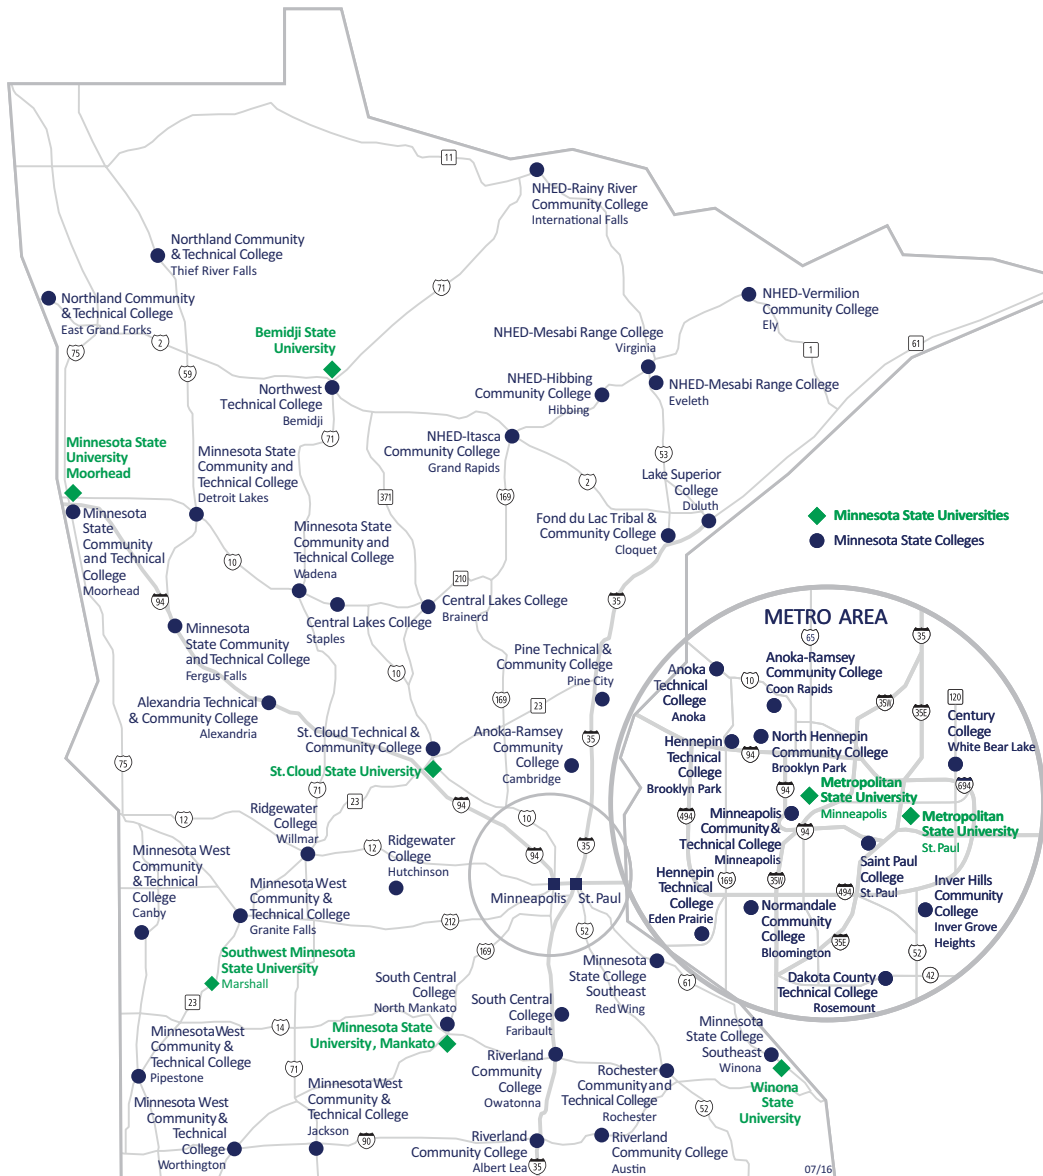 11
NHED-Rainy River
Community College
International Falls
Northland Community
& Technical College
Thief River Falls
71
Northland Community
& Technical College
East Grand Forks
NHED-Vermilion
Community College
Ely
Bemidji State
University
NHED-Mesabi Range College
Virginia
75
2
59
1
61
Northwest
Technical College
Bemidji
NHED-Hibbing
Community College
Hibbing
NHED-Mesabi Range College
Eveleth
71
NHED-Itasca
Community College
Grand Rapids
53
Minnesota State
University
Moorhead
Minnesota State
Community and
Technical College
Detroit Lakes
371
169
2
Lake Superior
College
Duluth
Minnesota
State
Community
and Technical
College
Moorhead
Minnesota State
Community and
Technical College
Wadena
Fond du Lac Tribal &
Community College
Cloquet
Minnesota State Universities
Minnesota State Colleges
10
210
94
35
Central Lakes College
Staples
Central Lakes College
Brainerd
Minnesota
State Community
and Technical College
Fergus Falls
10
Pine Technical &
Community College
Pine City
169
23
Alexandria Technical
& Community College
Alexandria
St. Cloud Technical &
Community College
St. Cloud State University
Anoka-Ramsey
Community
College
Cambridge
35
75
71
23
94
12
10
Ridgewater
College
Willmar
12
Ridgewater
College
Hutchinson
94
35
Minneapolis
St. Paul
Minnesota West
Community
& Technical
College
Canby
Minnesota West
Community &
Technical College
Granite Falls
212
52
169
Southwest Minnesota
State University
Marshall
23
South Central
College
North Mankato
Minnesota
State College
Southeast
Red Wing
61
14
Minnesota State
University, Mankato
South Central
College
Faribault
Minnesota West
Community &
Technical College
Pipestone
71
Riverland
Community
College
Owatonna
Rochester
Community and
Technical College
Rochester
Minnesota
State College
Southeast
Winona
Winona
State
University
52
Minnesota West
Community &
Technical
College
Worthington
Minnesota West
Community &
Technical College
Jackson
90
Riverland
Community College
Albert Lea
35
Riverland
Community College
Austin
07/16
METRO AREA
65
35
Anoka
Technical
College
Anoka
10
Anoka-Ramsey
Community College
Coon Rapids
35W
35E
120
Century
College
White Bear Lake
Hennepin
Technical
College
Brooklyn Park
94
North Hennepin
Community College
Brooklyn Park
94
694
Metropolitan
State University
Minneapolis
494
Metropolitan
State University
St. Paul
Minneapolis
Community &
Technical College
Minneapolis
94
Saint Paul
College
St. Paul
Hennepin
Technical
College
Eden Prairie
169
35W
494
Inver Hills
Community
College
Inver Grove
Heights
Normandale
Community
College
Bloomington
35E
52
42
Dakota County
Technical College
Rosemount